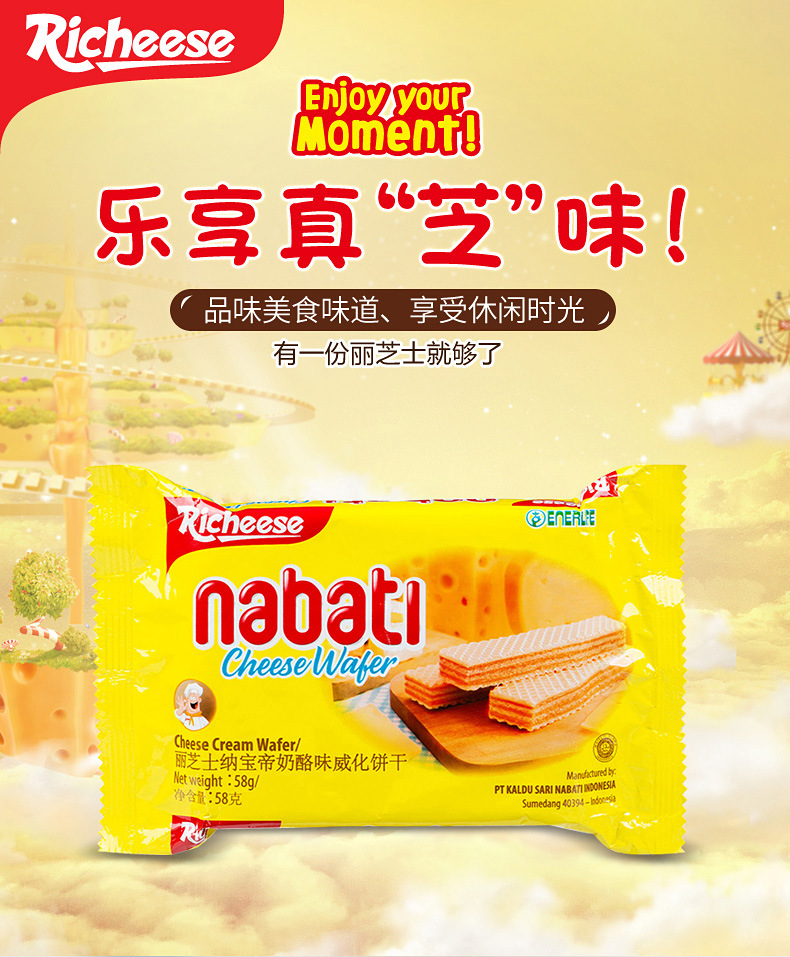 Richeese
Enjoy your
Moment!
乐享真“芝”味！
品味美食味道、享受休闲时光
有一份丽芝士就够了
Richeese
ENERLIFE
nabati
Cheese Wafer
Cheese Cream Wafer/
丽芝士纳宝帝奶酪味威化饼干
Net weight：58g/
净含量：58克
Manufactured by:
PT KALDU SARI NABATI INDONESIA
Sumedang 40394 – Indonesia